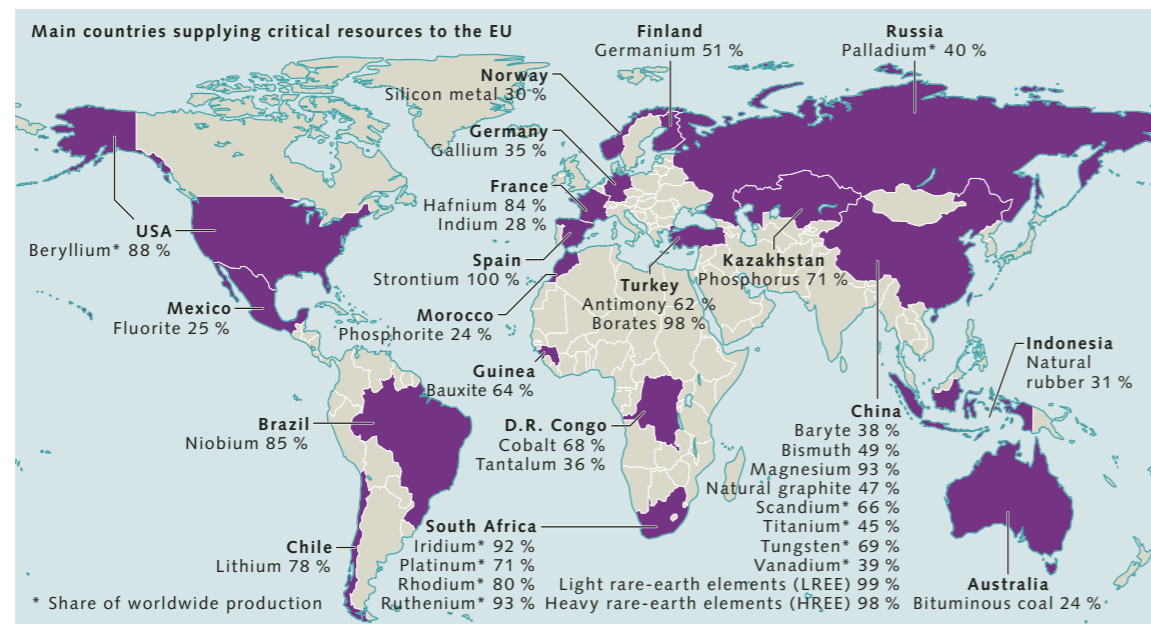 Main countries supplying critical resources to the EU
Finland
Germanium 51 %
Russia
Palladium* 40 %
Norway
Silicon metal 30 %
Germany
Gallium 35 %
France
Hafnium 84 %
Indium 28 %
USA
Beryllium* 88 %
Spain
Strontium 100 %
Kazakhstan
Phosphorus 71 %
Turkey
Antimony 62 %
Borates 98 %
Mexico
Fluorite 25 %
Morocco
Phosphorite 24 %
Guinea
Bauxite 64 %
Indonesia
Natural
rubber 31 %
Brazil
Niobium 85 %
D.R. Congo
Cobalt 68 %
Tantalum 36 %
China
Baryte 38 %
Bismuth 49 %
Magnesium 93 %
Natural graphite 47 %
Scandium* 66 %
Titanium* 45 %
Tungsten* 69 %
Vanadium* 39 %
Light rare-earth elements (LREE) 99 %
Heavy rare-earth elements (HREE) 98 %
South Africa
Iridium* 92 %
Platinum* 71 %
Rhodium* 80 %
Ruthenium* 93 %
Chile
Lithium 78 %
Australia
Bituminous coal 24 %
* Share of worldwide production